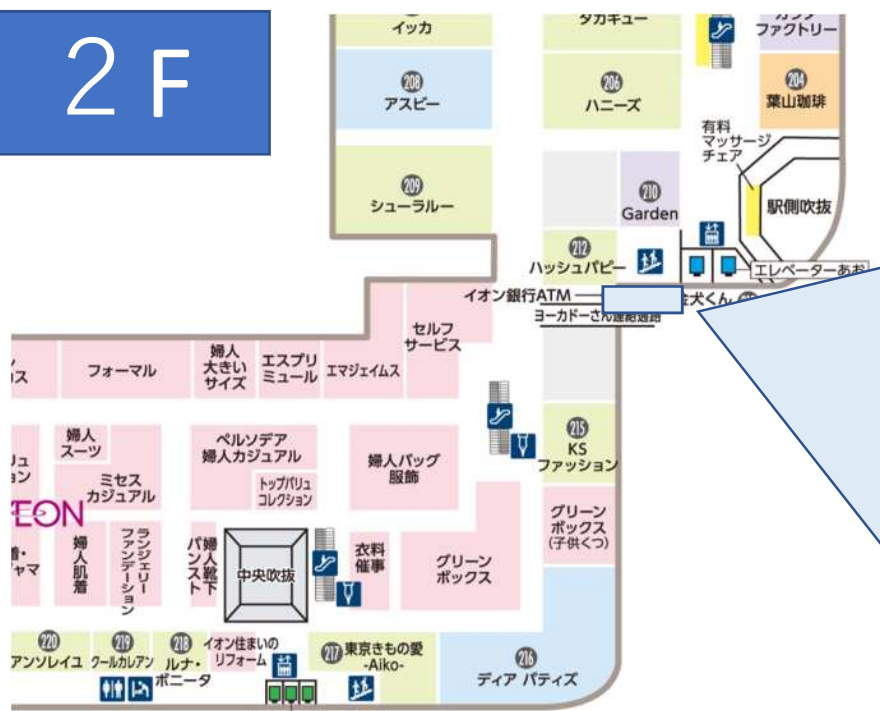 2F
イッカ
タカキュー
ファクトリー
208
アスビー
206
ハニーズ
204
葉山珈琲
有料
マッサージ
チェア
209
シューラルー
210
Garden
駅側吹抜
212
ハッシュパピー
エレベーターあお
イオン銀行ATM
犬くん
ヨーカドーさん連絡通路
セルフ
サービス
フォーマル
婦人
大きい
サイズ
エスプリ
ミュール
エマジェイムス
婦人
スーツ
ミセス
カジュアル
ペルソデア
婦人カジュアル
トップバリュ
コレクション
婦人バッグ
服飾
215
KS
ファッション
グリーン
ボックス
(子供くつ)
EON
婦人肌着
ランジェリー
ファンデーション
婦人靴下
パンスト
中央吹抜
衣料
催事
グリーン
ボックス
220
アンソレイユ
219
クールカレアン
218
ルナ・
ボニータ
イオン住まいの
リフォーム
217
東京きもの愛
-Aiko-
216
ディア パティズ